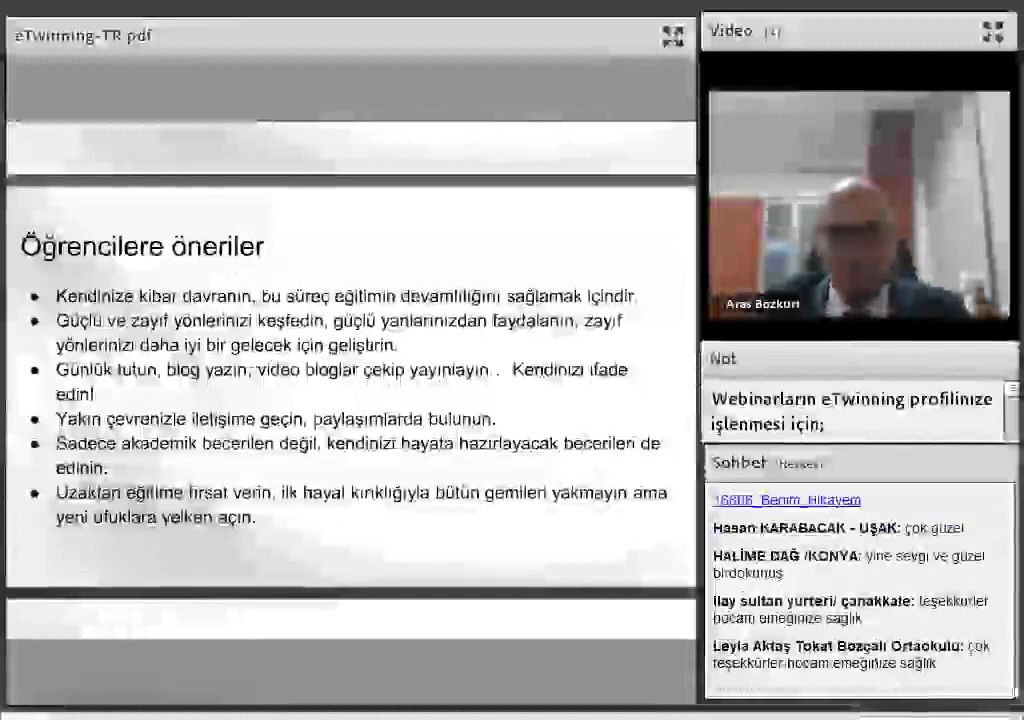 eTwinning-TR pdf
Öğrencilere öneriler
Kendinize kibar davranın, bu süreç eğitimin devamlılığını sağlamak içindir.
Güçlü ve zayıf yönlerinizi keşfedin, güçlü yanlarınızdan faydalanın, zayıf
yönlerinizi daha iyi bir gelecek için geliştirin.
Günlük tutun, blog yazın, video bloglar çekip yayınlayın . Kendinizi ifade
edin!
Yakın çevrenizle iletişime geçin, paylaşımlarda bulunun.
Sadece akademik becerileri değil, kendinizi hayata hazırlayacak becerileri de
edinin.
Uzaktan eğitime fırsat verin, ilk hayal kırıklığıyla bütün gemileri yakmayın ama
yeni ufuklara yelken açın.
Video
Aras Bozkurt
Not
Webinarların eTwinning profilinize
işlenmesi için;
Sohbet (Herkes)
Hasan KARABACAK - UŞAK: çok güzel
HALİME DAĞ /KONYA: yine sevgi ve güzel
birdokunuş
ilay sultan yurteri/ çanakkale: teşekkürler
hocam emeğinize sağlık
Leyla Aktaş Tokat Bozçalı Ortaokulu: çok
teşekkürler hocam emeğinize sağlık